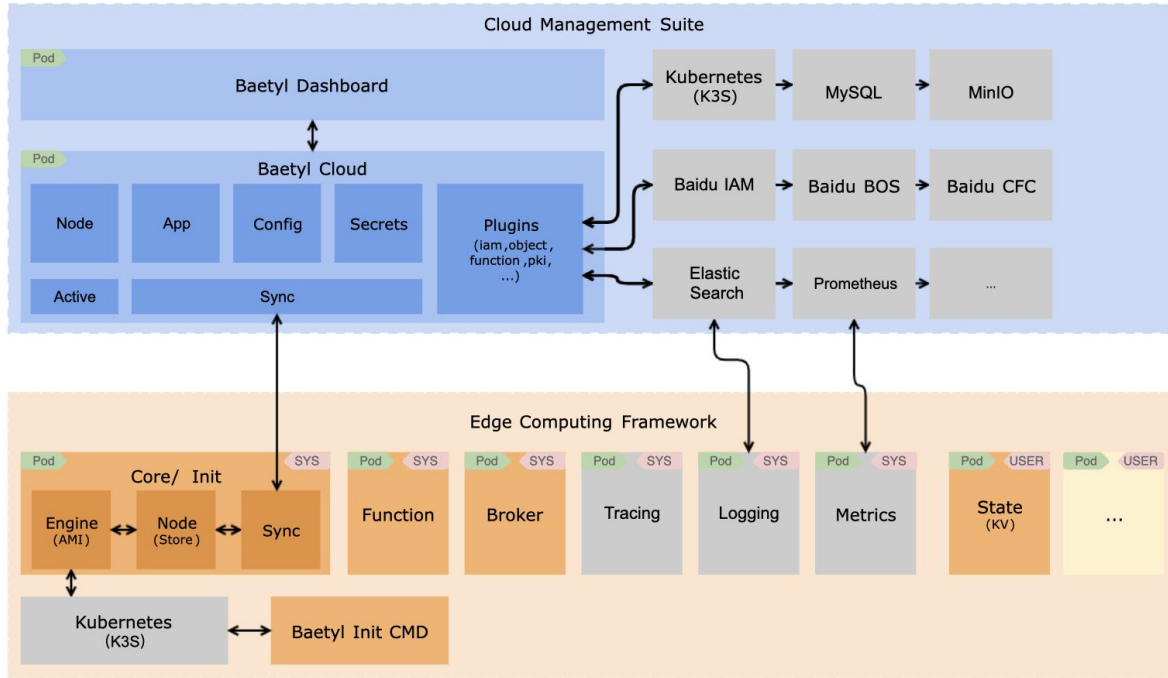 Cloud Management Suite
Pod
Baetyl Dashboard
Kubernetes
(K3S)
MySQL
MinIO
Pod
Baetyl Cloud
Node
App
Config
Secrets
Plugins
(iam,object,
function,pki,
...)
Active
Sync
Baidu IAM
Baidu BOS
Baidu CFC
Elastic
Search
Prometheus
...
Edge Computing Framework
Pod
SYS
Core/ Init
Engine
(AMI)
Node
(Store)
Sync
Pod
SYS
Function
Pod
SYS
Broker
Pod
SYS
Tracing
Pod
SYS
Logging
Pod
SYS
Metrics
Pod
USER
State
(KV)
Pod
USER
...
Kubernetes
(K3S)
Baetyl Init CMD